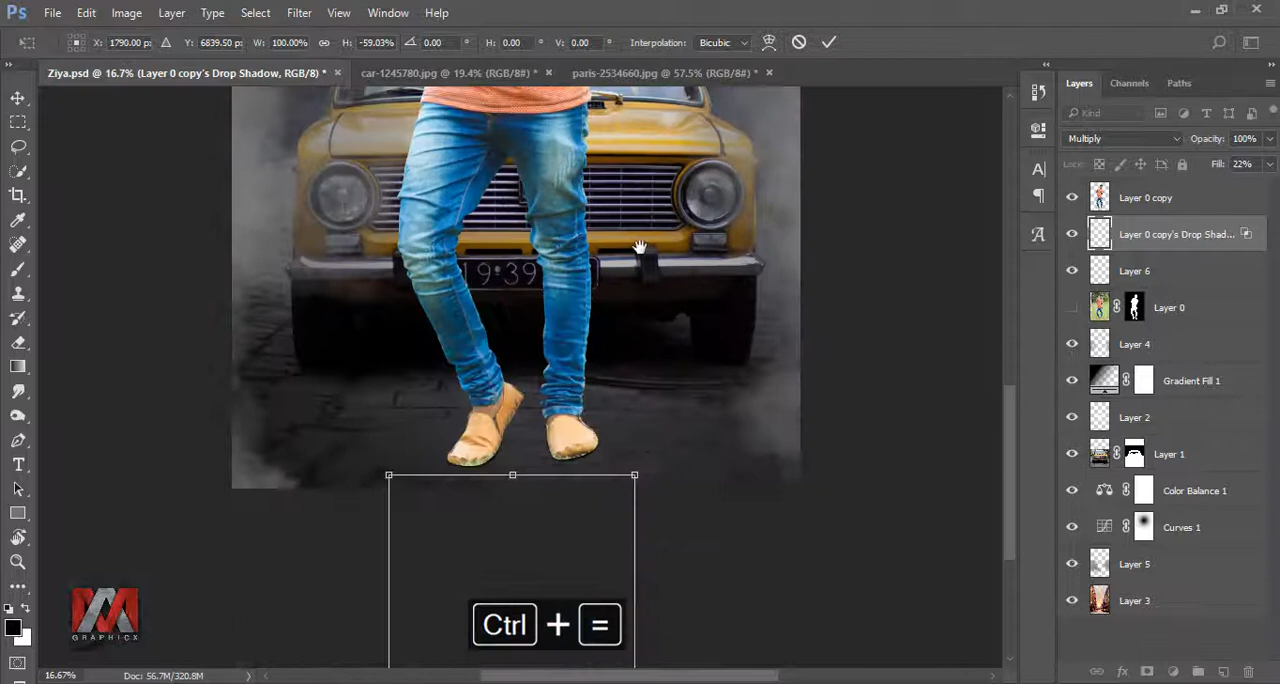 Ps File Edit Image Layer Type Select Filter View Window Help
X: 1790.00 px Y: 6839.50 px W: 100.00% H: -59.03% 0.00 ° H: 0.00 ° V: 0.00 ° Interpolation: Bicubic
Ziya.psd @ 16.7% (Layer 0 copy's Drop Shadow, RGB/8) * × car-1245780.jpg @ 19.4% (RGB/8#) * × paris-2534660.jpg @ 57.5% (RGB/8#) * ×
Layers Channels Paths
Kind
Multiply Opacity: 100%
Lock: Fill: 22%
Layer 0 copy
Layer 0 copy's Drop Shad...
Layer 6
Layer 0
Layer 4
Gradient Fill 1
Layer 2
Layer 1
Color Balance 1
Curves 1
Layer 5
Layer 3
19•39
Ctrl + =
GRAPHICX
16.67% Doc: 56.7M/320.8M